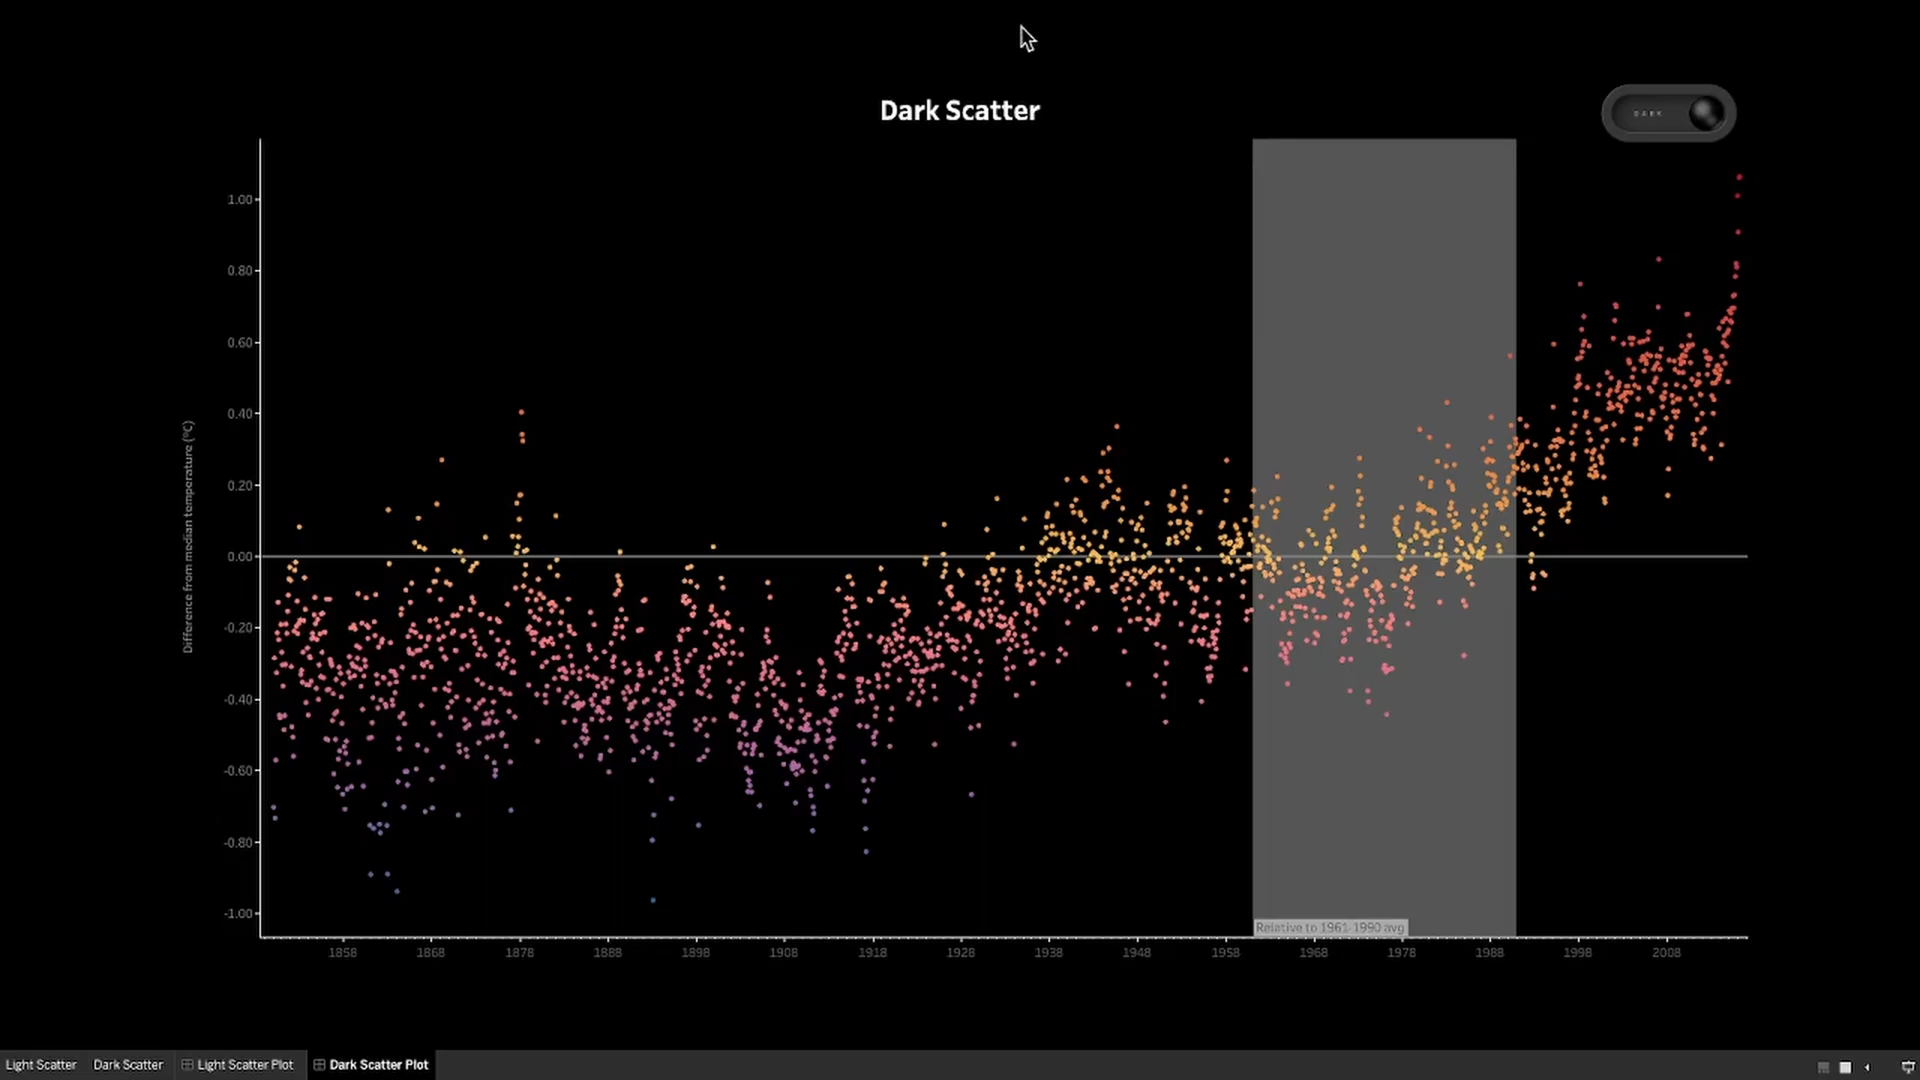 Dark Scatter
DARK
1.00
0.80
0.60
0.40
0.20
0.00
-0.20
-0.40
-0.60
-0.80
-1.00
Difference from median temperature (°C)
Relative to 1961-1990 avg
1858 1868 1878 1888 1898 1908 1918 1928 1938 1948 1958 1968 1978 1988 1998 2008
Light Scatter Dark Scatter Light Scatter Plot Dark Scatter Plot